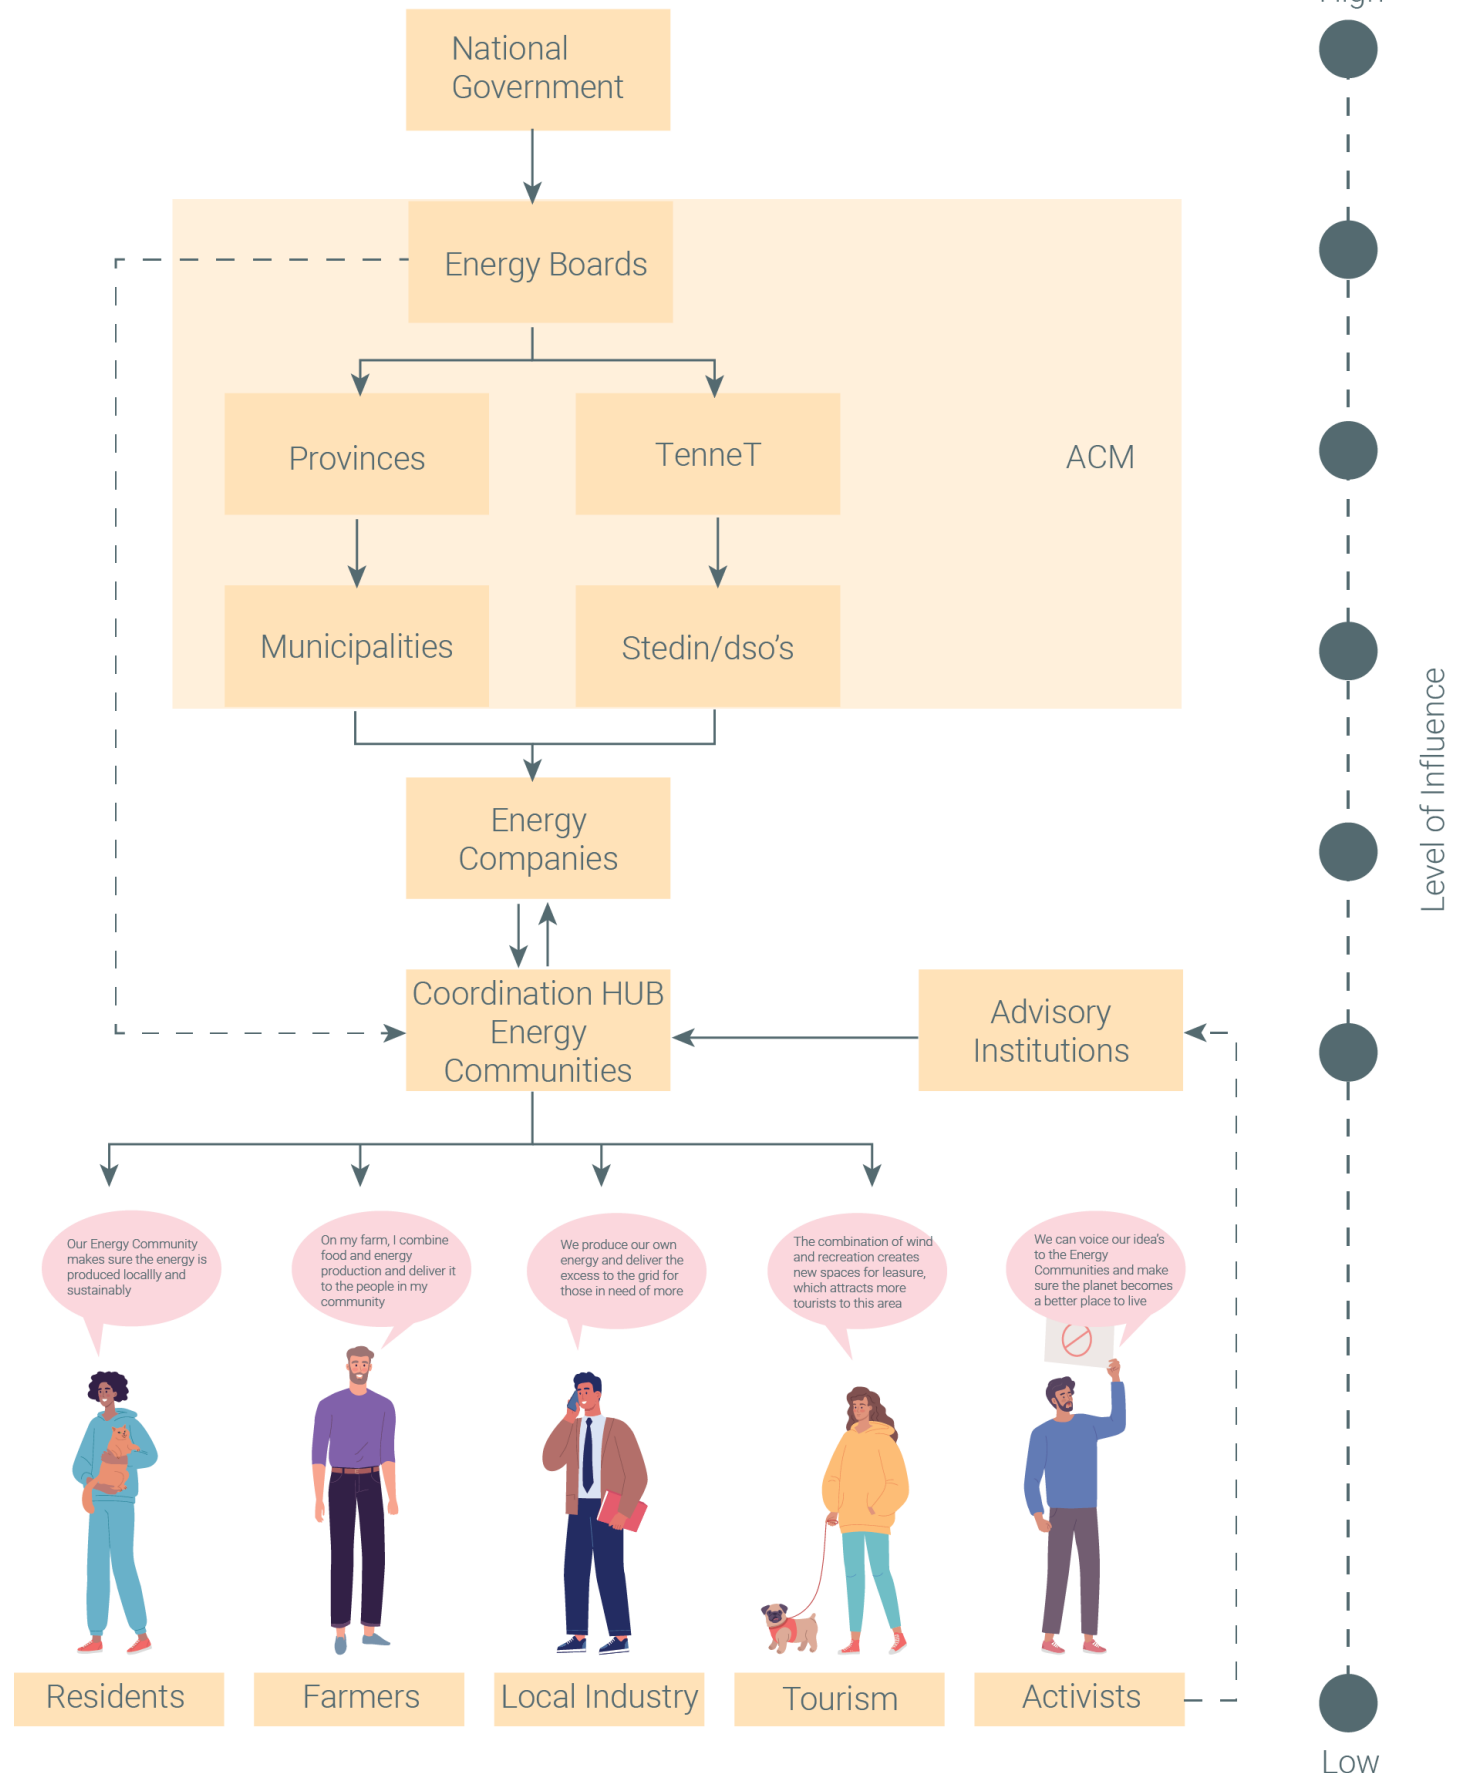 High
National
Government
Energy Boards
Provinces
TenneT
ACM
Municipalities
Stedin/dso's
Level of Influence
Energy
Companies
Coordination HUB
Energy
Communities
Advisory
Institutions
Our Energy Community
makes sure the energy is
produced locallly and
sustainably
On my farm, I combine
food and energy
production and deliver it
to the people in my
community
We produce our own
energy and deliver the
excess to the grid for
those in need of more
The combination of wind
and recreation creates
new spaces for leasure,
which attracts more
tourists to this area
We can voice our idea's
to the Energy
Communities and make
sure the planet becomes
a better place to live
Residents
Farmers
Local Industry
Tourism
Activists
Low